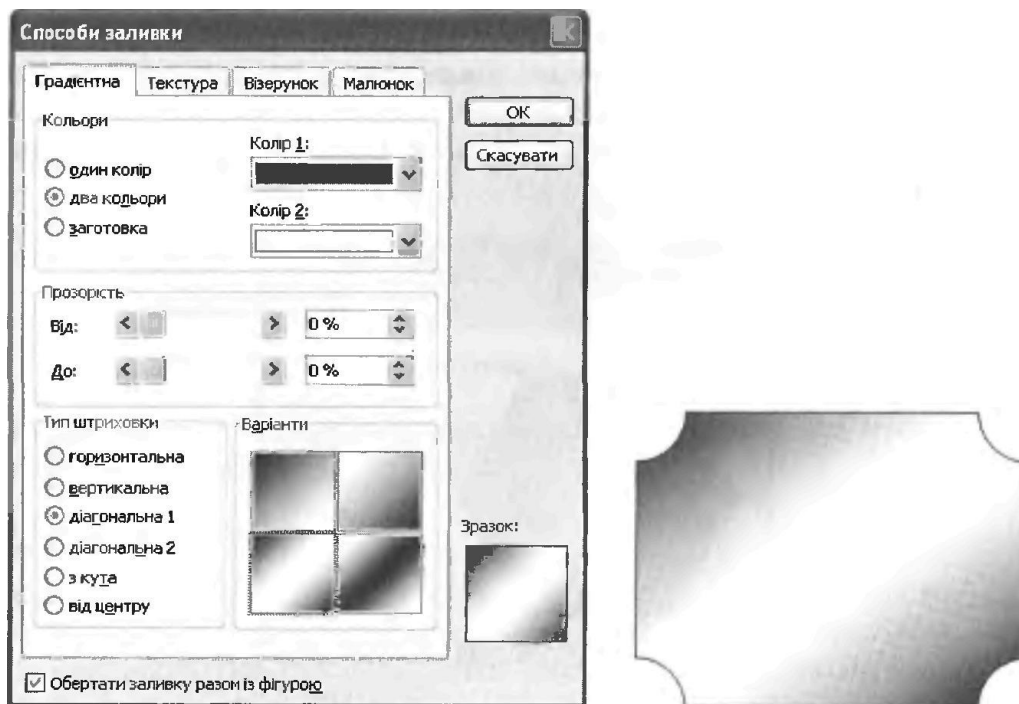 Способи заливки
Градієнтна Текстура Візерунок Малюнок
ОК
Скасувати
Кольори
один колір
два кольори
заготовка
Колір 1:
Колір 2:
Прозорість
Від: 0 %
До: 0 %
Тип штриховки
горизонтальна
вертикальна
діагональна 1
діагональна 2
з кута
від центру
Варіанти
Зразок:
Обертати заливку разом із фігурою